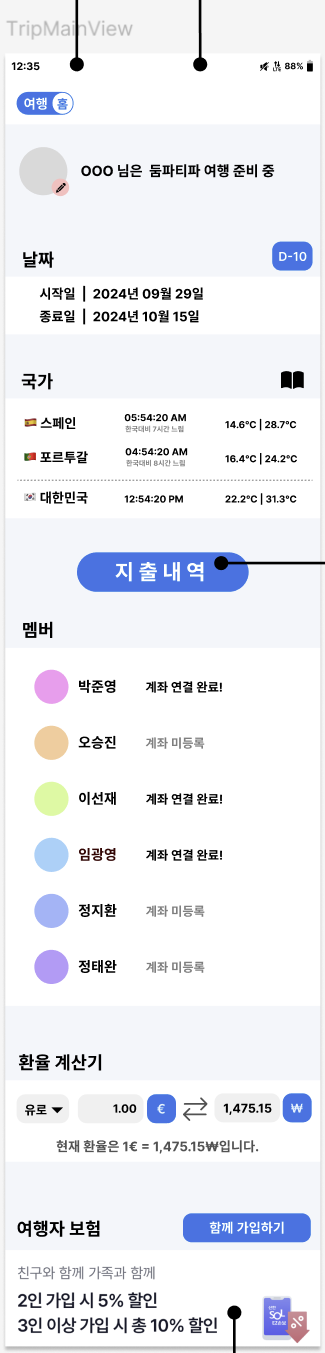 TripMainView
12:35 88%
여행 홈
OOO 님은 둠파티파 여행 준비 중
날짜 D-10
시작일 | 2024년 09월 29일
종료일 | 2024년 10월 15일
국가
스페인 05:54:20 AM 14.6°C | 28.7°C
한국대비 7시간 느림
포르투갈 04:54:20 AM 16.4°C | 24.2°C
한국대비 8시간 느림
대한민국 12:54:20 PM 22.2°C | 31.3°C
지출내역
멤버
박준영 계좌 연결 완료!
오승진 계좌 미등록
이선재 계좌 연결 완료!
임광영 계좌 연결 완료!
정지환 계좌 미등록
정태완 계좌 미등록
환율 계산기
유로 1.00 € 1,475.15 ₩
현재 환율은 1€ = 1,475.15₩입니다.
여행자 보험 함께 가입하기
친구와 함께 가족과 함께
2인 가입 시 5% 할인
3인 이상 가입 시 총 10% 할인
SOL
%